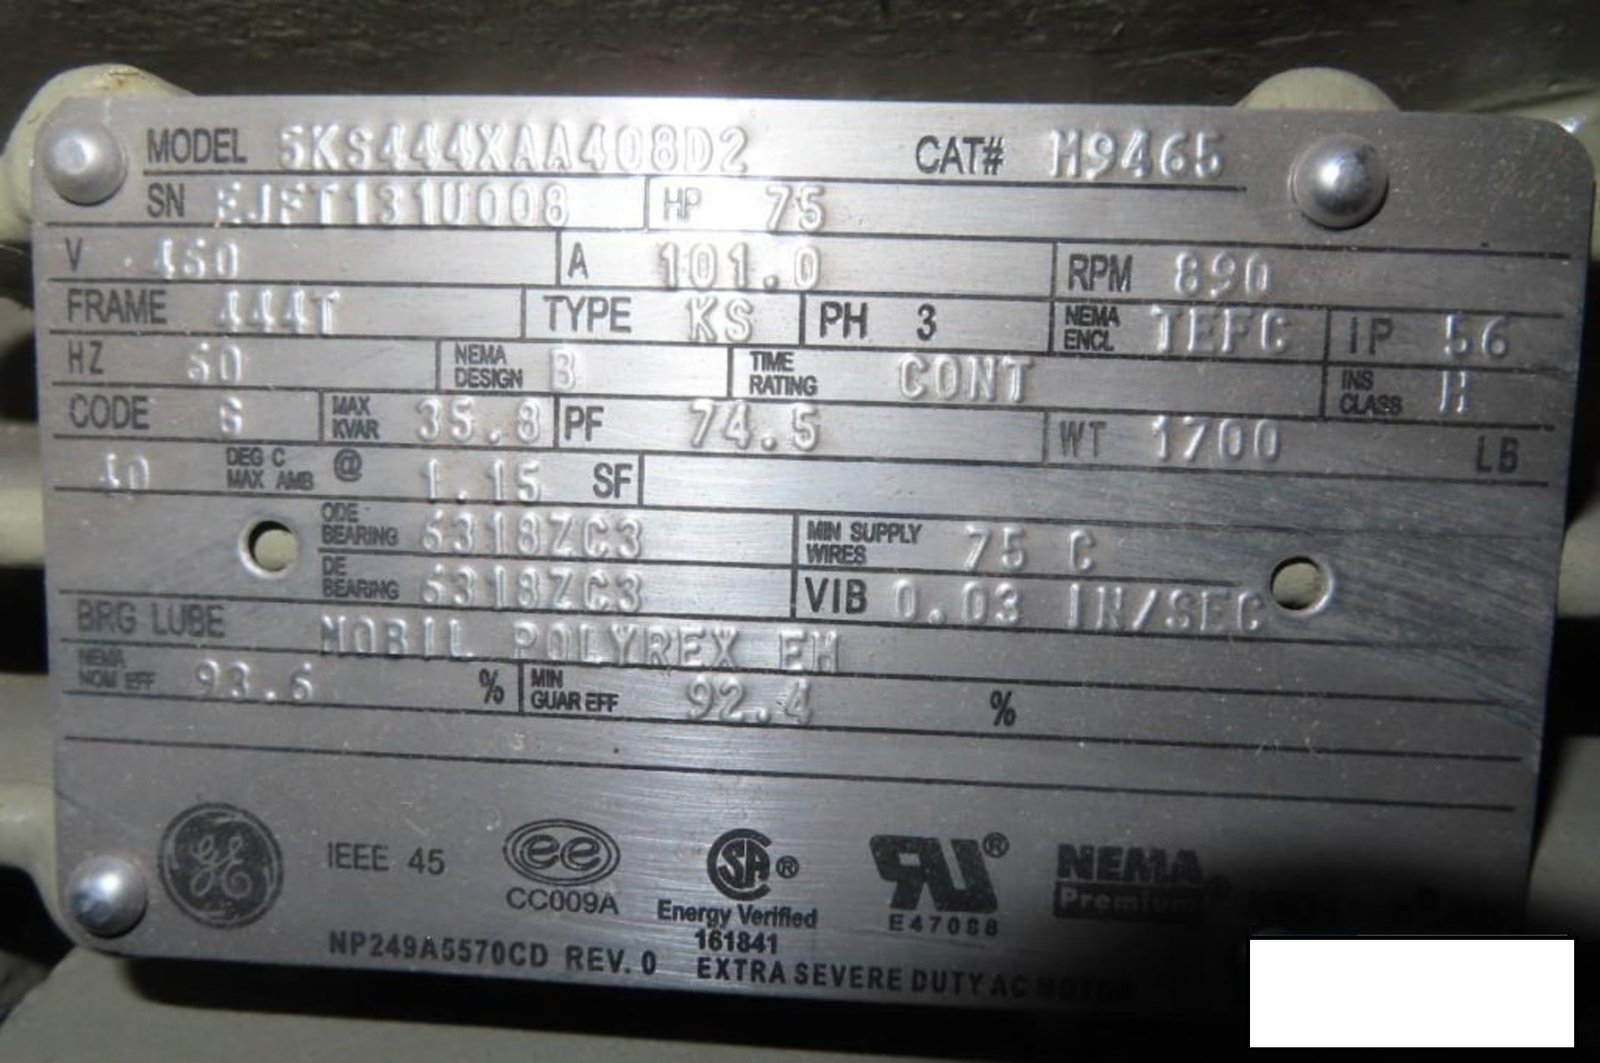 MODEL 5KS444XAA408D2 CAT# M9465
SN EJFT131U008 HP 75
V 460 A 101.0 RPM 890
FRAME 444T TYPE KS PH 3 NEMA ENCL TEFC IP 56
HZ 60 NEMA DESIGN B TIME RATING CONT INS CLASS H
CODE G MAX KVAR 35.8 PF 74.5 WT 1700 LB
40 DEG C MAX AMB @ 1.15 SF
ODE BEARING 6318ZC3 MIN SUPPLY WIRES 75 C
DE BEARING 6318ZC3 VIB 0.03 IN/SEC
BRG LUBE MOBIL POLYREX EM
NEMA NOM EFF 93.6 % MIN GUAR EFF 92.4 %
GE IEEE 45 ee CC009A SA® Energy Verified 161841 RU® E47088 NEMA Premium®
NP249A5570CD REV. 0 EXTRA SEVERE DUTY AC MOTOR